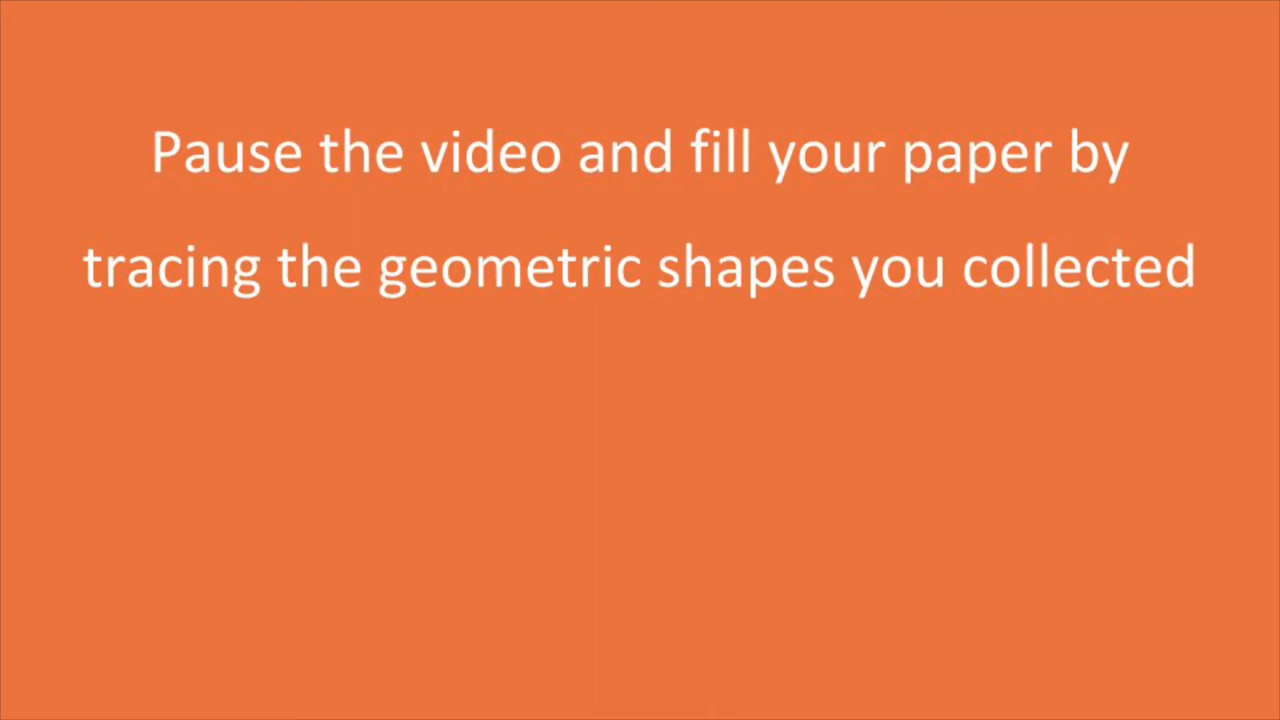 Pause the video and fill your paper by
tracing the geometric shapes you collected